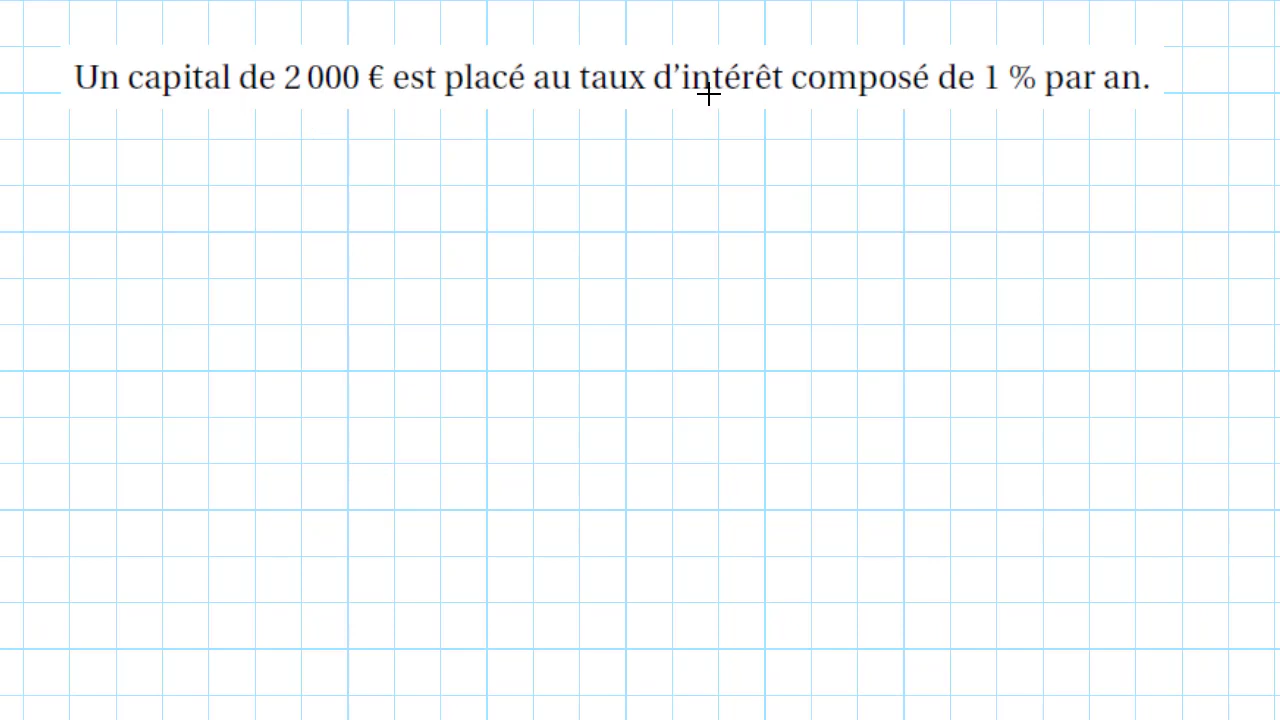 Un capital de 2 000 € est placé au taux d’intérêt composé de 1 % par an.